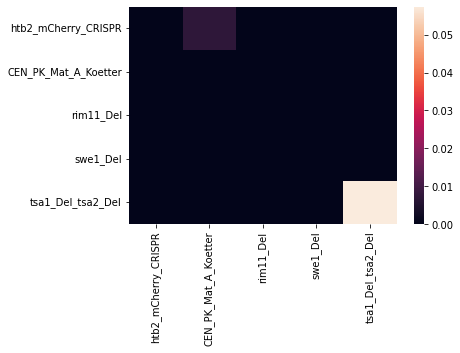 htb2_mCherry_CRISPR
CEN_PK_Mat_A_Koetter
rim11_Del
swe1_Del
tsa1_Del_tsa2_Del
htb2_mCherry_CRISPR
CEN_PK_Mat_A_Koetter
rim11_Del
swe1_Del
tsa1_Del_tsa2_Del
0.05
0.04
0.03
0.02
0.01
0.00